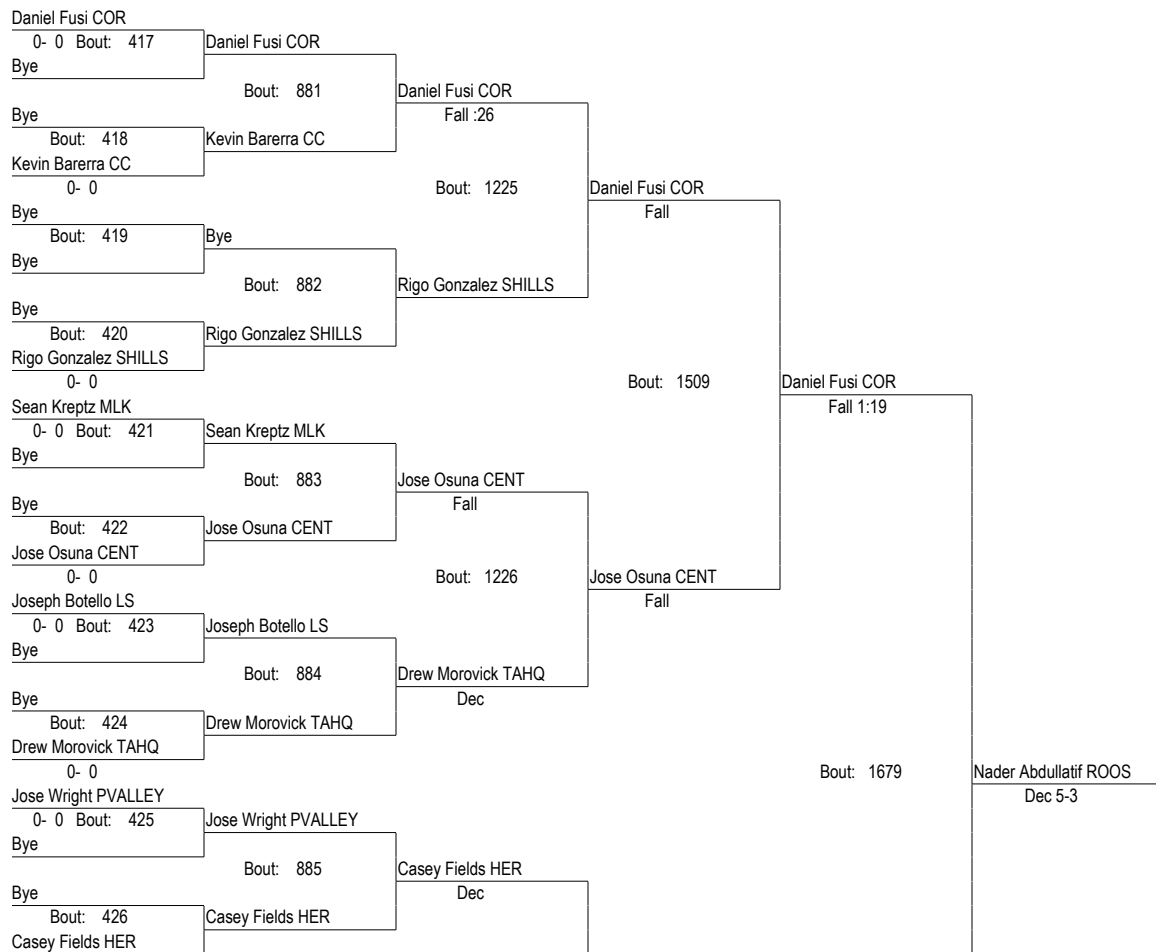 Daniel Fusi COR
0- 0 Bout: 417
Daniel Fusi COR
Bye
Bout: 881
Daniel Fusi COR
Bye
Fall :26
Bout: 418
Kevin Barerra CC
Kevin Barerra CC
0- 0
Bout: 1225
Daniel Fusi COR
Bye
Fall
Bout: 419
Bye
Bye
Bout: 882
Rigo Gonzalez SHILLS
Bye
Bout: 420
Rigo Gonzalez SHILLS
Rigo Gonzalez SHILLS
0- 0
Bout: 1509
Daniel Fusi COR
Sean Kreptz MLK
Fall 1:19
0- 0 Bout: 421
Sean Kreptz MLK
Bye
Bout: 883
Jose Osuna CENT
Bye
Fall
Bout: 422
Jose Osuna CENT
Jose Osuna CENT
0- 0
Bout: 1226
Jose Osuna CENT
Joseph Botello LS
Fall
0- 0 Bout: 423
Joseph Botello LS
Bye
Bout: 884
Drew Morovick TAHQ
Bye
Dec
Bout: 424
Drew Morovick TAHQ
Drew Morovick TAHQ
0- 0
Bout: 1679
Nader Abdullatif ROOS
Jose Wright PVALLEY
Dec 5-3
0- 0 Bout: 425
Jose Wright PVALLEY
Bye
Bout: 885
Casey Fields HER
Bye
Dec
Bout: 426
Casey Fields HER
Casey Fields HER